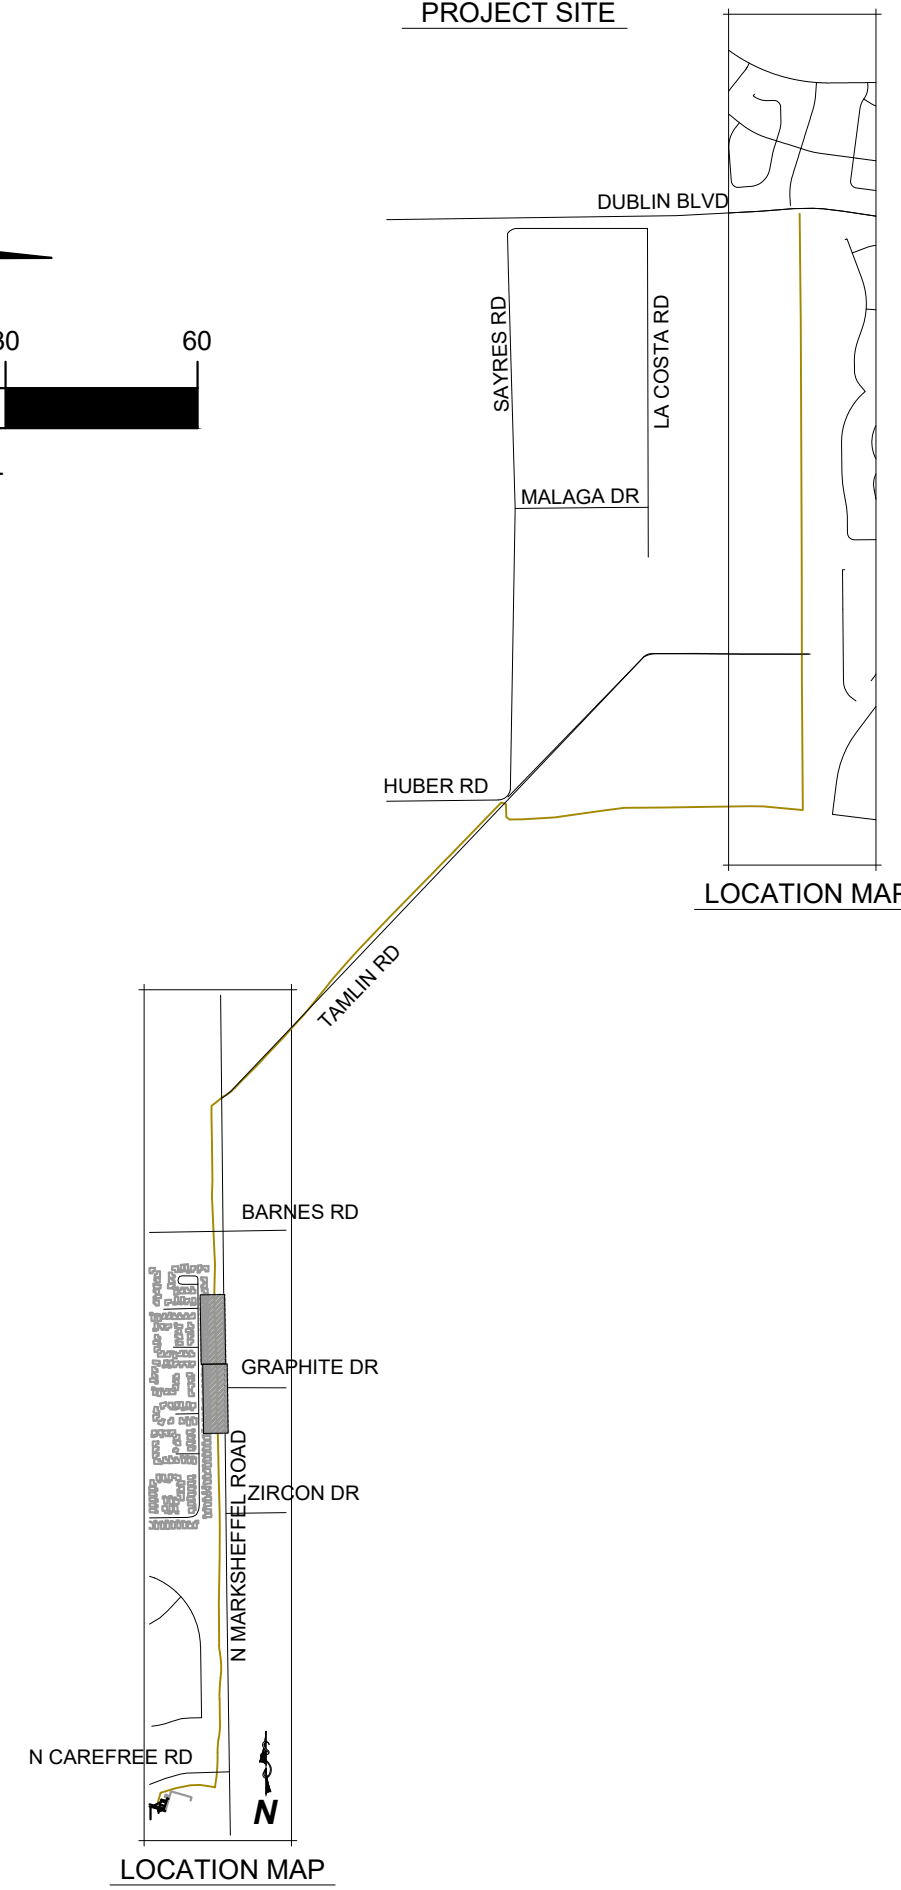 PROJECT SITE
DUBLIN BLVD
SAYRES RD
LA COSTA RD
30
60
MALAGA DR
HUBER RD
LOCATION MAP
TAMLIN RD
BARNES RD
GRAPHITE DR
ZIRCON DR
N MARKSHEFFEL ROAD
N CAREFREE RD
N
LOCATION MAP